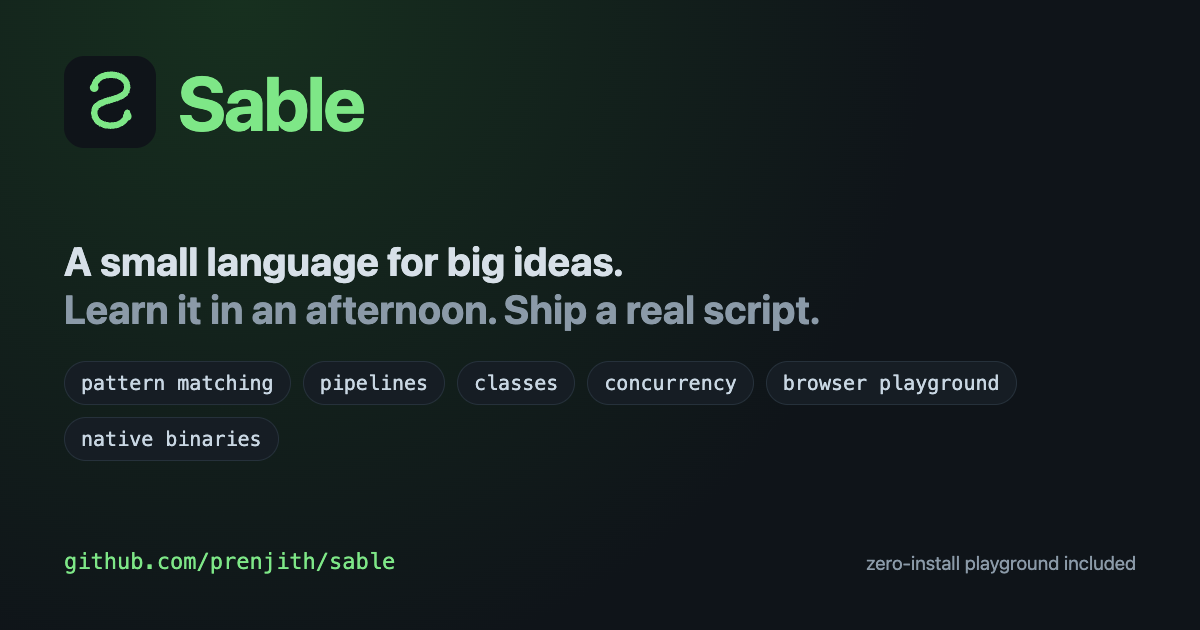 Sable
A small language for big ideas.
Learn it in an afternoon. Ship a real script.
pattern matching pipelines classes concurrency browser playground
native binaries
github.com/prenjith/sable zero-install playground included